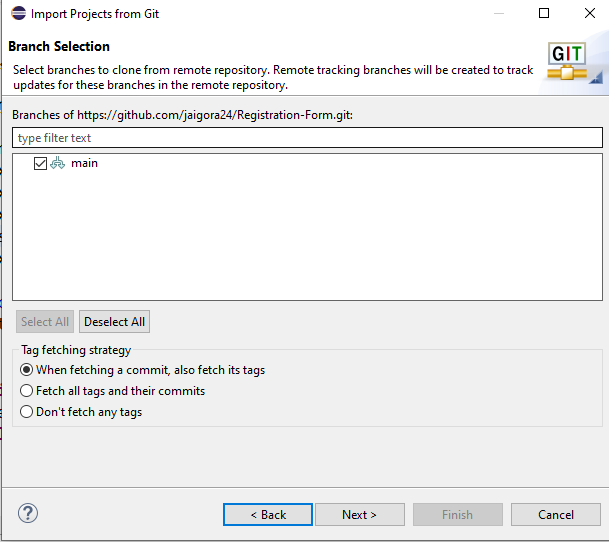 Import Projects from Git
Branch Selection
Select branches to clone from remote repository. Remote tracking branches will be created to track
updates for these branches in the remote repository.
GIT
Branches of https://github.com/jaigora24/Registration-Form.git:
type filter text
main
Select All
Deselect All
Tag fetching strategy
When fetching a commit, also fetch its tags
Fetch all tags and their commits
Don't fetch any tags
?
< Back
Next >
Finish
Cancel